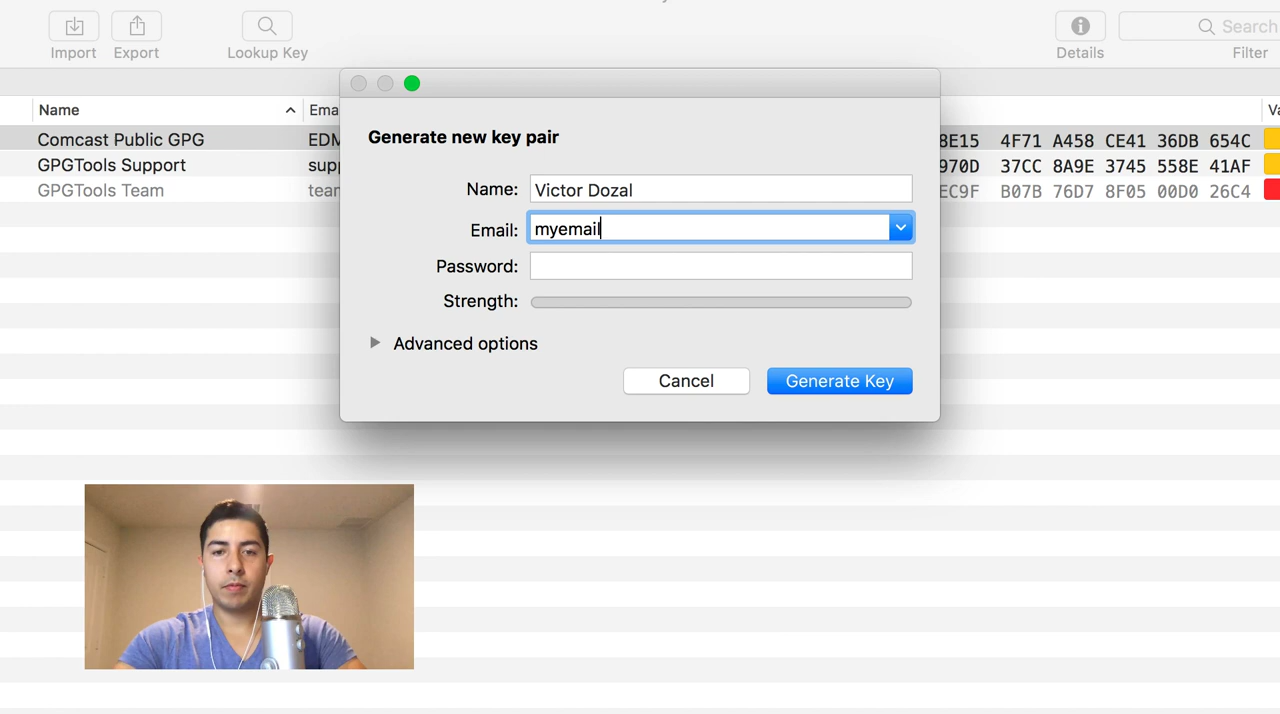 Import Export Lookup Key Details Search
Filter
Name Ema
Comcast Public GPG EDM 8E15 4F71 A458 CE41 36DB 654C
GPGTools Support supp 970D 37CC 8A9E 3745 558E 41AF
GPGTools Team tear EC9F B07B 76D7 8F05 00D0 26C4
Generate new key pair
Name: Victor Dozal
Email: myemail
Password:
Strength:
Advanced options
Cancel Generate Key